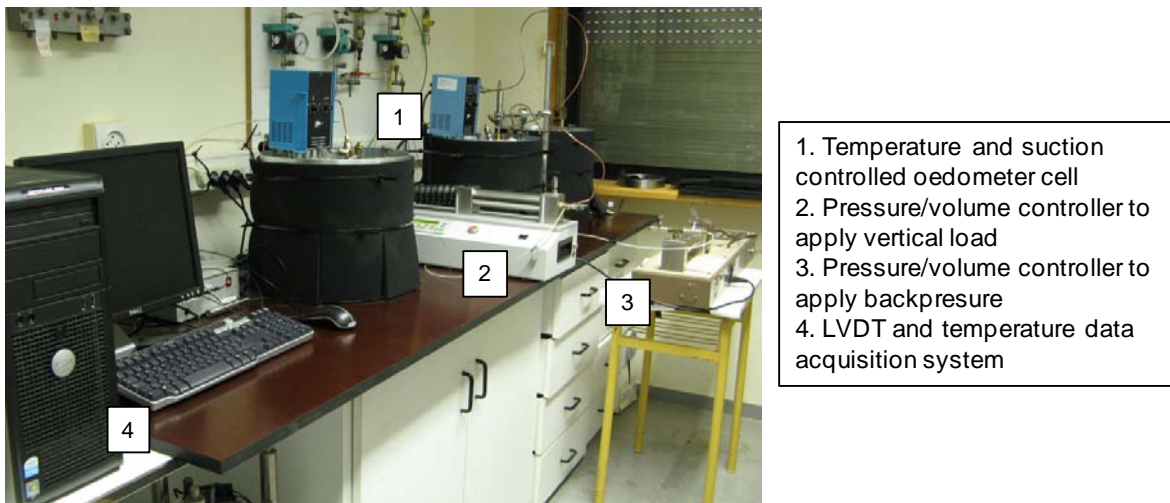 1
2
3
4
1. Temperature and suction
controlled oedometer cell
2. Pressure/volume controller to
apply vertical load
3. Pressure/volume controller to
apply backpresure
4. LVDT and temperature data
acquisition system